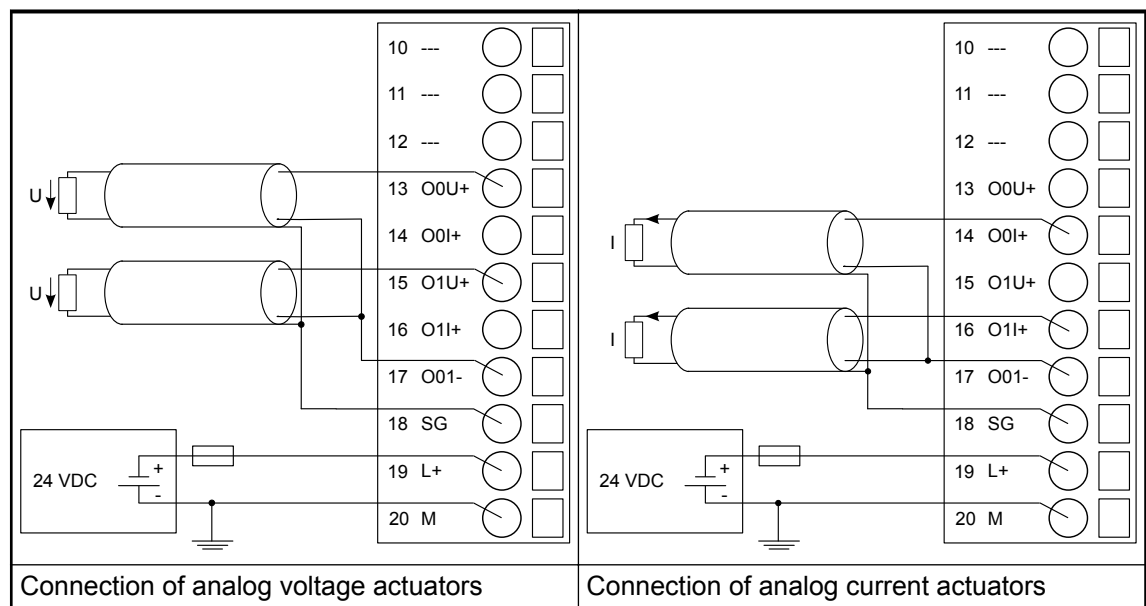 10 ---
11 ---
12 ---
13 O0U+
14 O0I+
15 O1U+
16 O1I+
17 O01-
18 SG
19 L+
20 M
U
U
24 VDC
+
-
Connection of analog voltage actuators
10 ---
11 ---
12 ---
13 O0U+
14 O0I+
15 O1U+
16 O1I+
17 O01-
18 SG
19 L+
20 M
I
I
24 VDC
+
-
Connection of analog current actuators